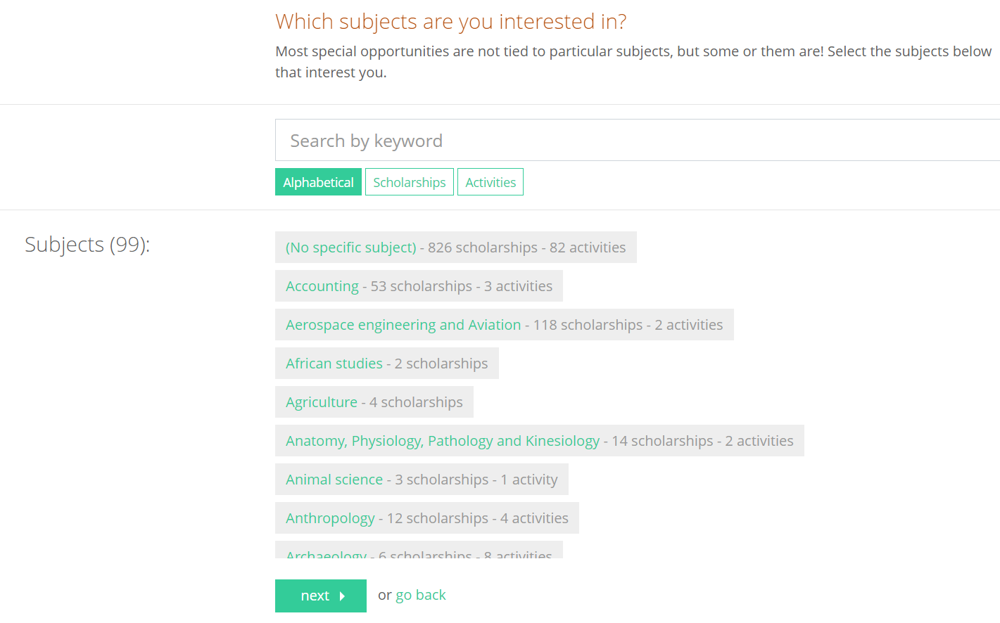 Which subjects are you interested in?
Most special opportunities are not tied to particular subjects, but some or them are! Select the subjects below
that interest you.
Search by keyword
Alphabetical Scholarships Activities
Subjects (99):
(No specific subject) - 826 scholarships - 82 activities
Accounting - 53 scholarships - 3 activities
Aerospace engineering and Aviation - 118 scholarships - 2 activities
African studies - 2 scholarships
Agriculture - 4 scholarships
Anatomy, Physiology, Pathology and Kinesiology - 14 scholarships - 2 activities
Animal science - 3 scholarships - 1 activity
Anthropology - 12 scholarships - 4 activities
Archaeology - 6 scholarships - 8 activities
next or go back